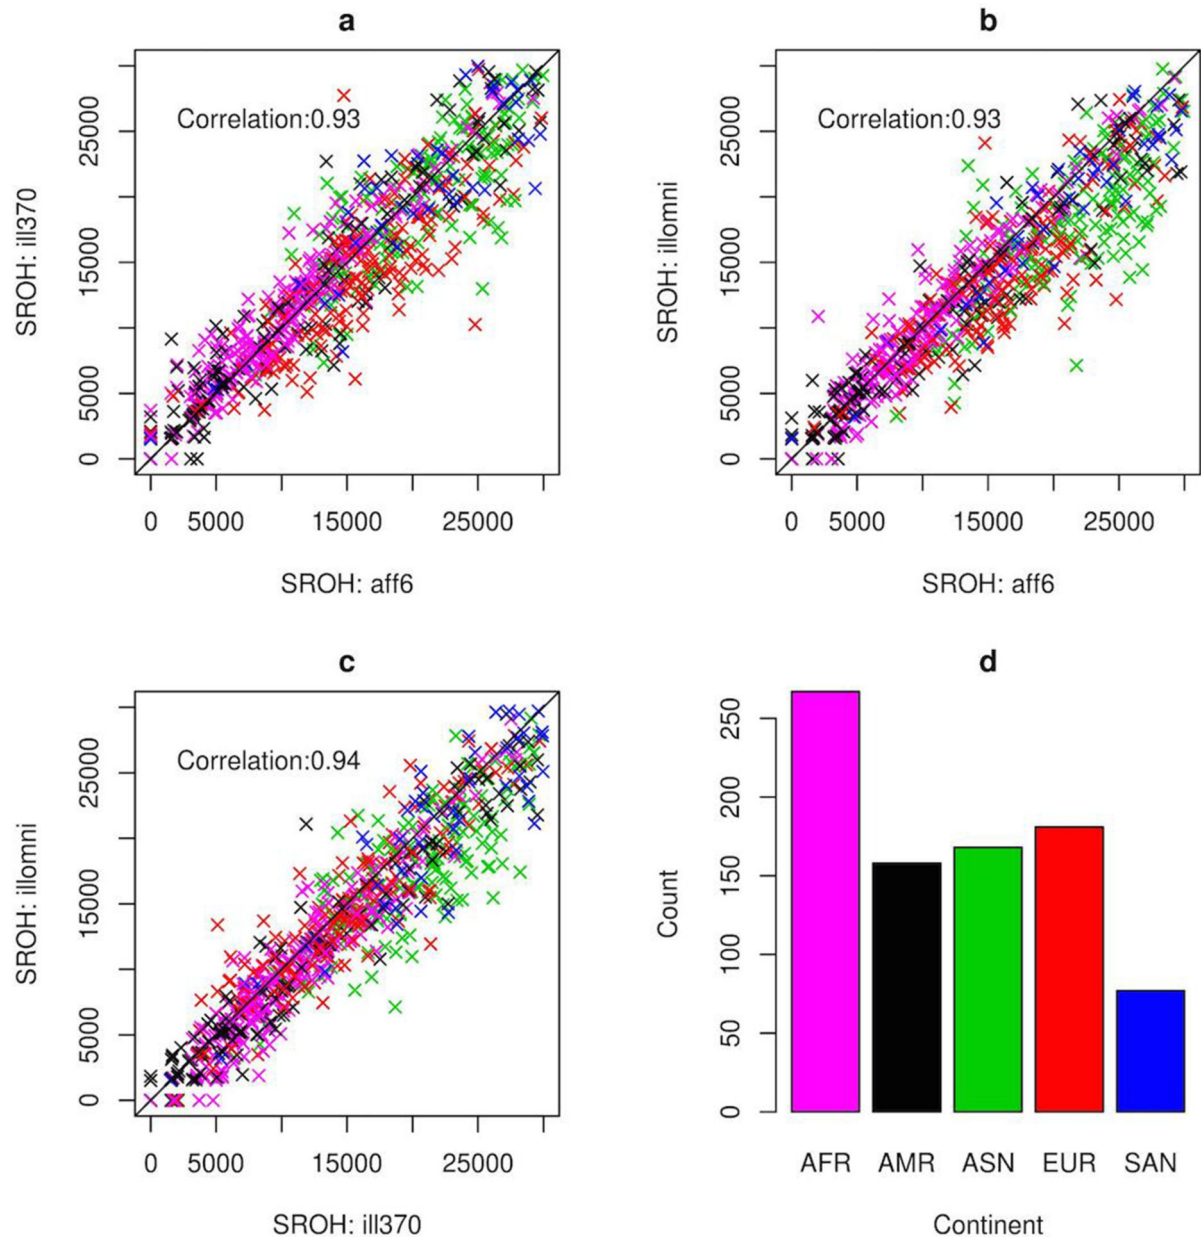 a
Correlation:0.93
SROH: ill370
0 5000 15000 25000
0 5000 15000 25000
SROH: aff6
b
Correlation:0.93
SROH: illomni
0 5000 15000 25000
0 5000 15000 25000
SROH: aff6
c
Correlation:0.94
SROH: illomni
0 5000 15000 25000
0 5000 15000 25000
SROH: ill370
d
Count
0 50 100 150 200 250
AFR AMR ASN EUR SAN
Continent